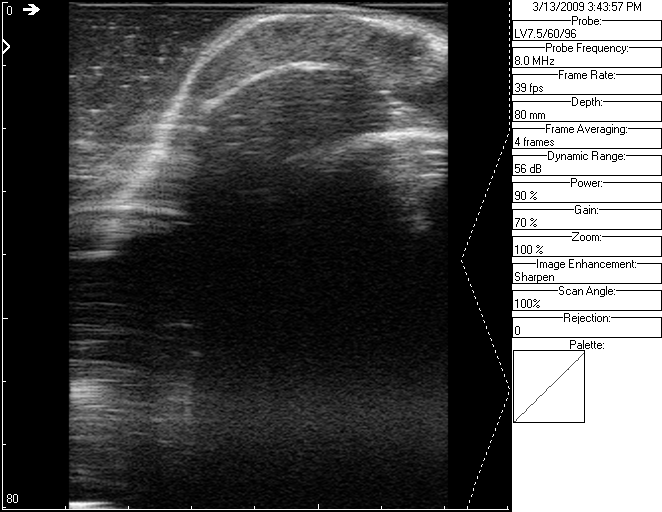 0
80
3/13/2009 3:43:57 PM
Probe:
LV7.5/60/96
Probe Frequency:
8.0 MHz
Frame Rate:
39 fps
Depth:
80 mm
Frame Averaging:
4 frames
Dynamic Range:
56 dB
Power:
90 %
Gain:
70 %
Zoom:
100 %
Image Enhancement:
Sharpen
Scan Angle:
100%
Rejection:
0
Palette: